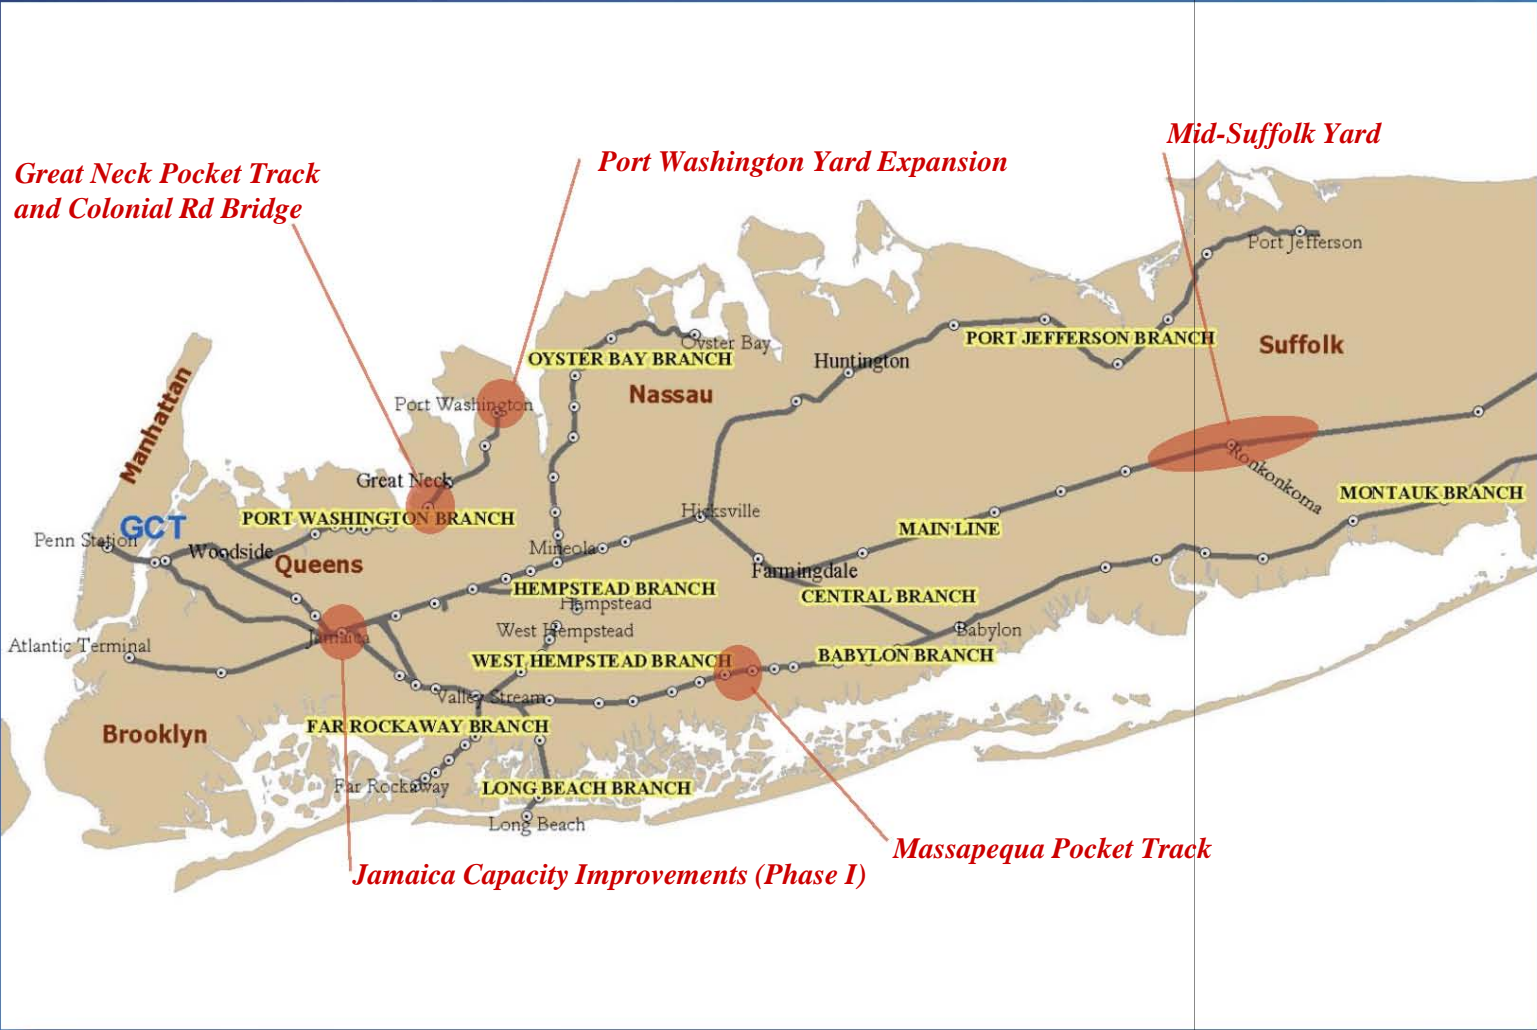 Mid-Suffolk Yard
Port Washington Yard Expansion
Great Neck Pocket Track
and Colonial Rd Bridge
Port Jefferson
PORT JEFFERSON BRANCH
Suffolk
Oyster Bay
OYSTER BAY BRANCH
Huntington
Nassau
Manhattan
Port Washington
Great Neck
Ronkonkoma
MONTAUK BRANCH
Hicksville
PORT WASHINGTON BRANCH
GCT
MAIN LINE
Penn Station
Woodside
Mineola
Queens
Farmingdale
HEMPSTEAD BRANCH
CENTRAL BRANCH
Hempstead
West Hempstead
Babylon
Jamaica
Atlantic Terminal
BABYLON BRANCH
WEST HEMPSTEAD BRANCH
Valley Stream
FAR ROCKAWAY BRANCH
Brooklyn
Far Rockaway
LONG BEACH BRANCH
Long Beach
Massapequa Pocket Track
Jamaica Capacity Improvements (Phase I)